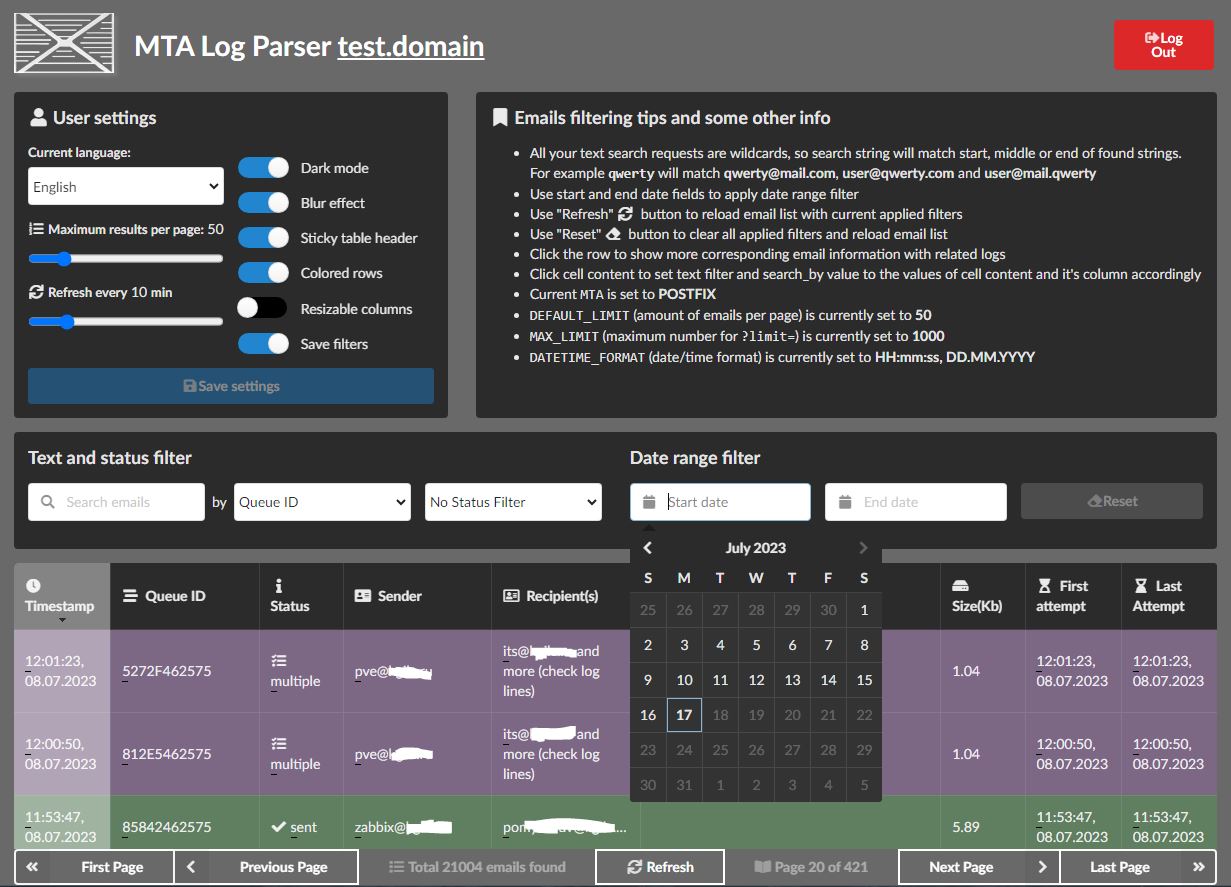 MTA Log Parser test.domain
Log
Out
User settings
Current language:
English
Maximum results per page: 50
Refresh every 10 min
Dark mode
Blur effect
Sticky table header
Colored rows
Resizable columns
Save filters
Save settings
Emails filtering tips and some other info
All your text search requests are wildcards, so search string will match start, middle or end of found strings.
For example qwerty will match qwerty@mail.com, user@qwerty.com and user@mail.qwerty
Use start and end date fields to apply date range filter
Use "Refresh" button to reload email list with current applied filters
Use "Reset" button to clear all applied filters and reload email list
Click the row to show more corresponding email information with related logs
Click cell content to set text filter and search_by value to the values of cell content and it's column accordingly
Current MTA is set to POSTFIX
DEFAULT_LIMIT (amount of emails per page) is currently set to 50
MAX_LIMIT (maximum number for ?limit=) is currently set to 1000
DATETIME_FORMAT (date/time format) is currently set to HH:mm:ss, DD.MM.YYYY
Text and status filter
Search emails by Queue ID No Status Filter
Date range filter
Start date End date Reset
July 2023
S M T W T F S
25 26 27 28 29 30 1
2 3 4 5 6 7 8
9 10 11 12 13 14 15
16 17 18 19 20 21 22
23 24 25 26 27 28 29
30 31 1 2 3 4 5
Timestamp
Queue ID
Status
Sender
Recipient(s)
Size(Kb)
First
attempt
Last
Attempt
12:01:23,
08.07.2023
5272F462575
multiple
pve@
its@ and
more (check log
lines)
1.04
12:01:23,
08.07.2023
12:01:23,
08.07.2023
12:00:50,
08.07.2023
812E5462575
multiple
pve@
its@ and
more (check log
lines)
1.04
12:00:50,
08.07.2023
12:00:50,
08.07.2023
11:53:47,
08.07.2023
85842462575
sent
zabbix@
5.89
11:53:47,
08.07.2023
11:53:47,
08.07.2023
« First Page
‹ Previous Page
Total 21004 emails found
Refresh
Page 20 of 421
Next Page ›
Last Page »